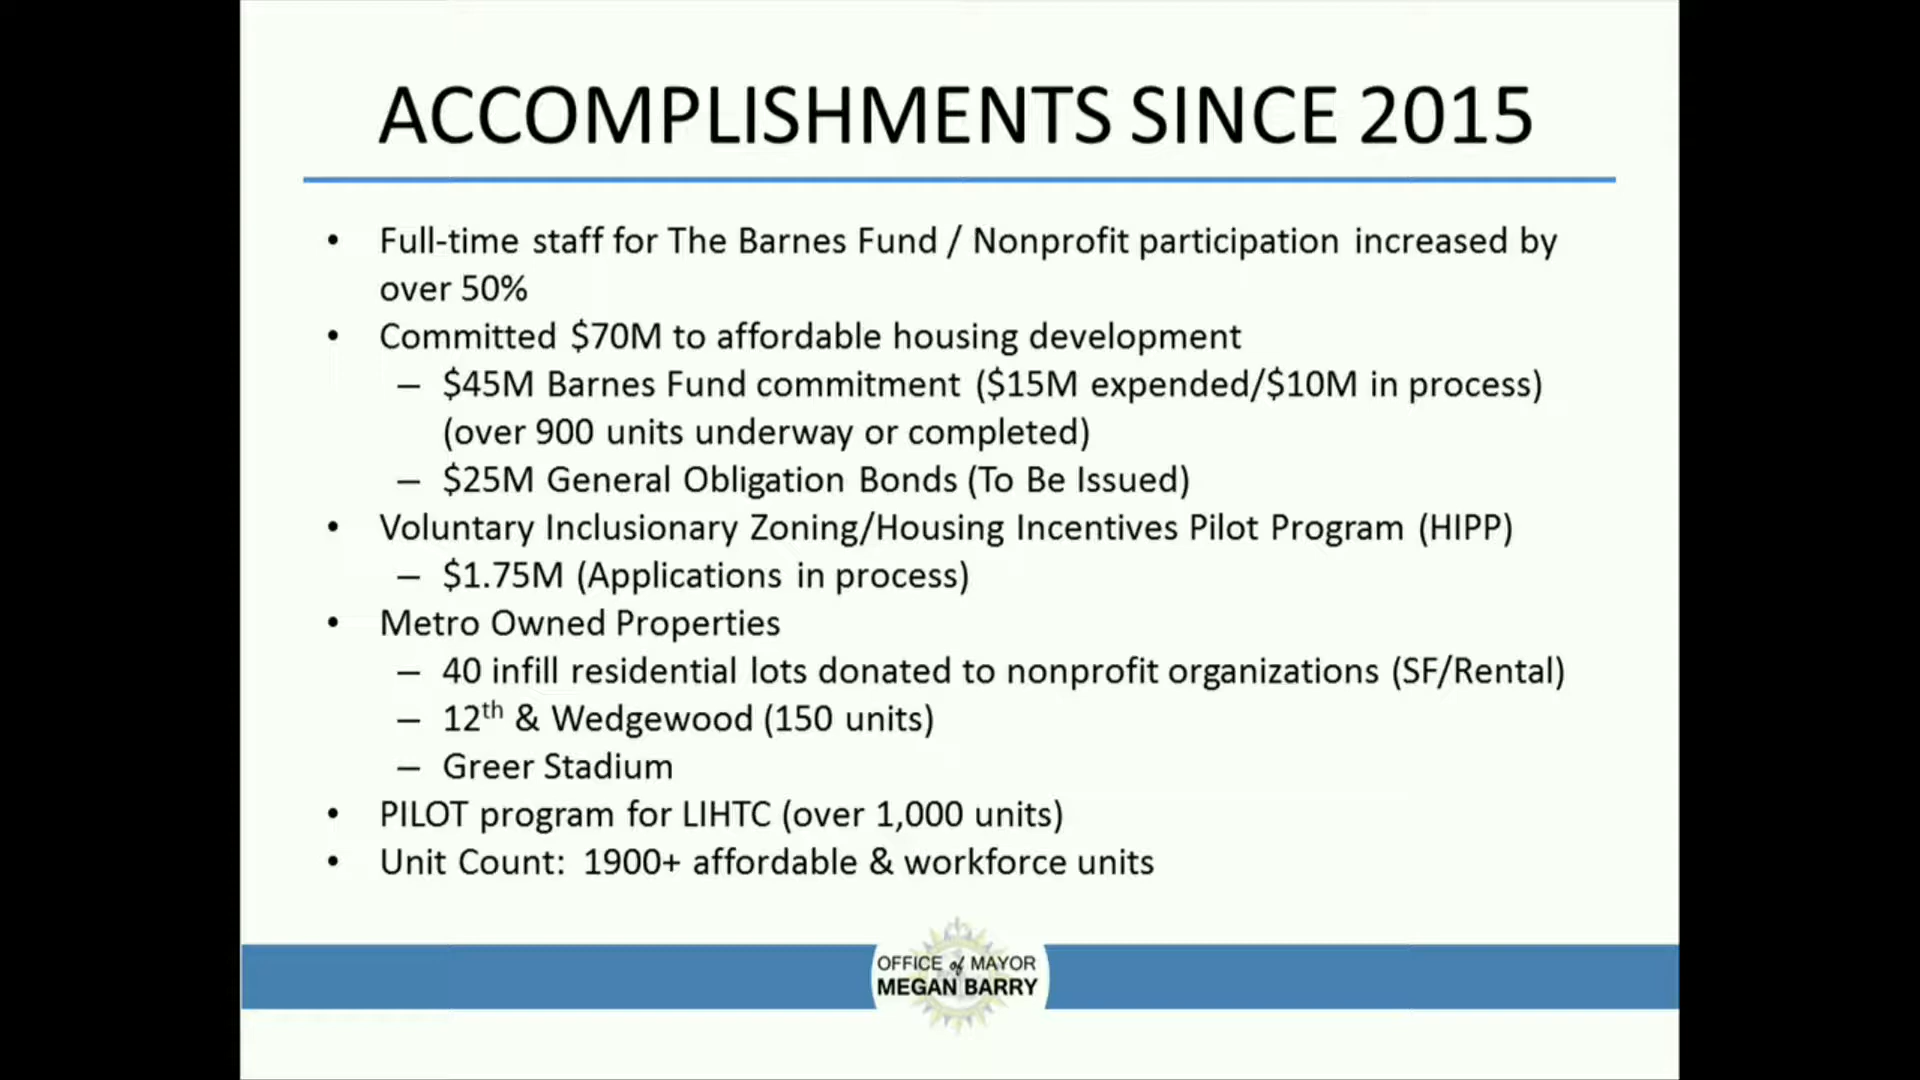 ACCOMPLISHMENTS SINCE 2015
• Full-time staff for The Barnes Fund / Nonprofit participation increased by
over 50%
• Committed $70M to affordable housing development
– $45M Barnes Fund commitment ($15M expended/$10M in process)
(over 900 units underway or completed)
– $25M General Obligation Bonds (To Be Issued)
• Voluntary Inclusionary Zoning/Housing Incentives Pilot Program (HIPP)
– $1.75M (Applications in process)
• Metro Owned Properties
– 40 infill residential lots donated to nonprofit organizations (SF/Rental)
– 12th & Wedgewood (150 units)
– Greer Stadium
• PILOT program for LIHTC (over 1,000 units)
• Unit Count: 1900+ affordable & workforce units
OFFICE of MAYOR
MEGAN BARRY